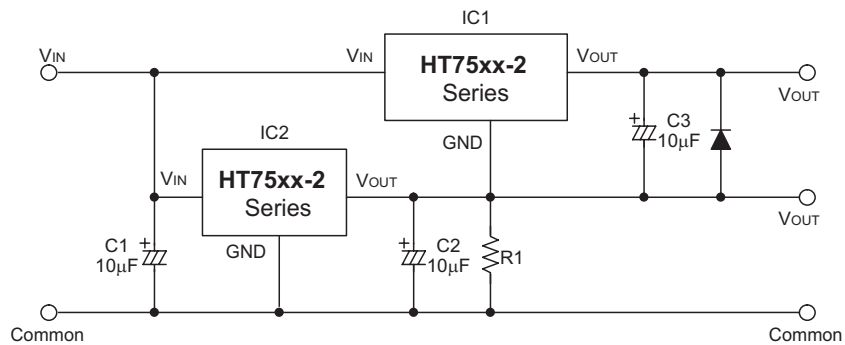 IC1
VIN
VIN
HT75xx-2
Series
VOUT
VOUT
C3
10μF
GND
IC2
VIN
HT75xx-2
Series
VOUT
VOUT
GND
C1
10μF
C2
10μF
R1
Common
Common
+
+
+